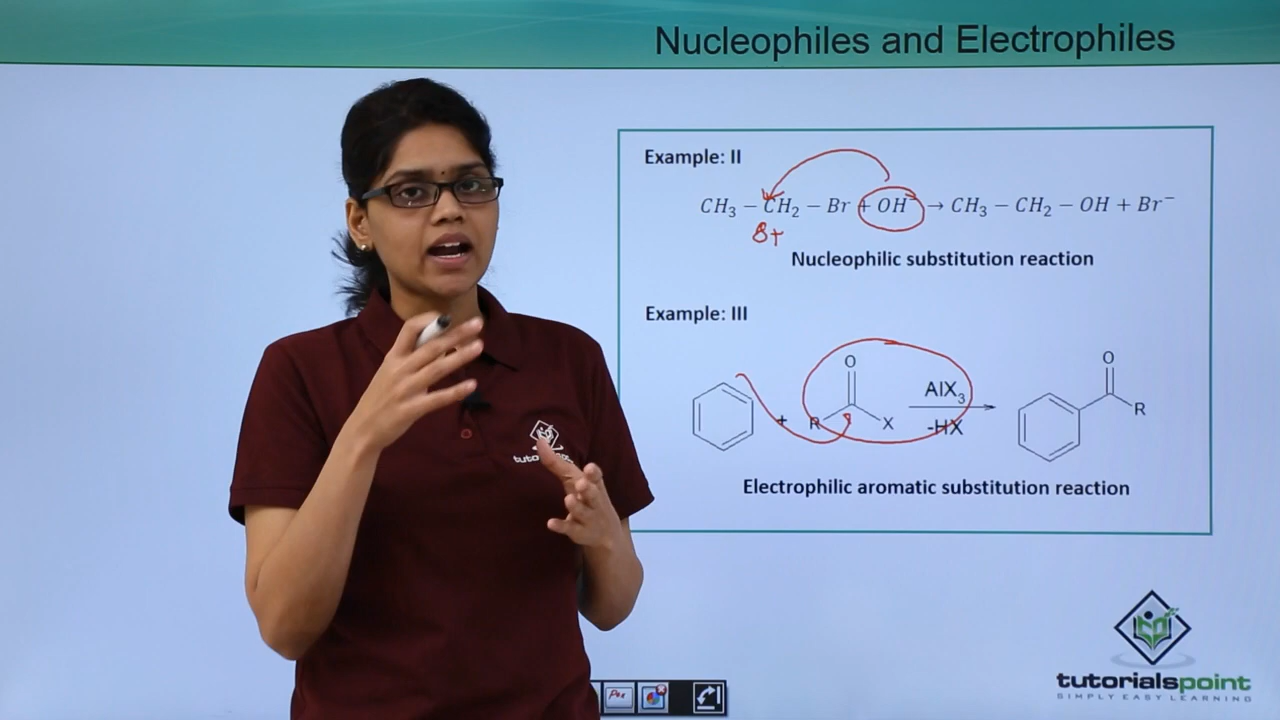 Nucleophiles and Electrophiles
Example: II
CH₃ − CH₂ − Br + OH⁻ → CH₃ − CH₂ − OH + Br⁻
δ+
Nucleophilic substitution reaction
Example: III
O
O
AlX₃
+ R X
R
-HX
Electrophilic aromatic substitution reaction
tutorialspoint
SIMPLY EASY LEARNING
Pen